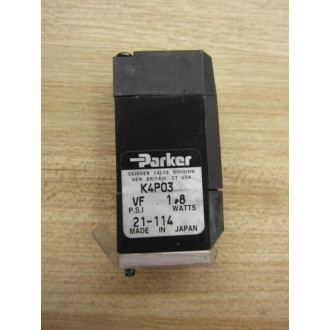 Parker
SKINNER VALVE DIVISION
NEW BRITAIN, CT USA
K4P03
VF 1.8
P.S.I WATTS
21-114
MADE IN JAPAN